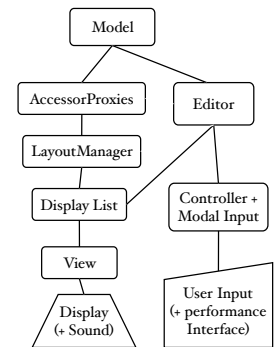 Model
AccessorProxies
Editor
LayoutManager
Display List
Controller +
Modal Input
View
Display
(+ Sound)
User Input
(+ performance
Interface)